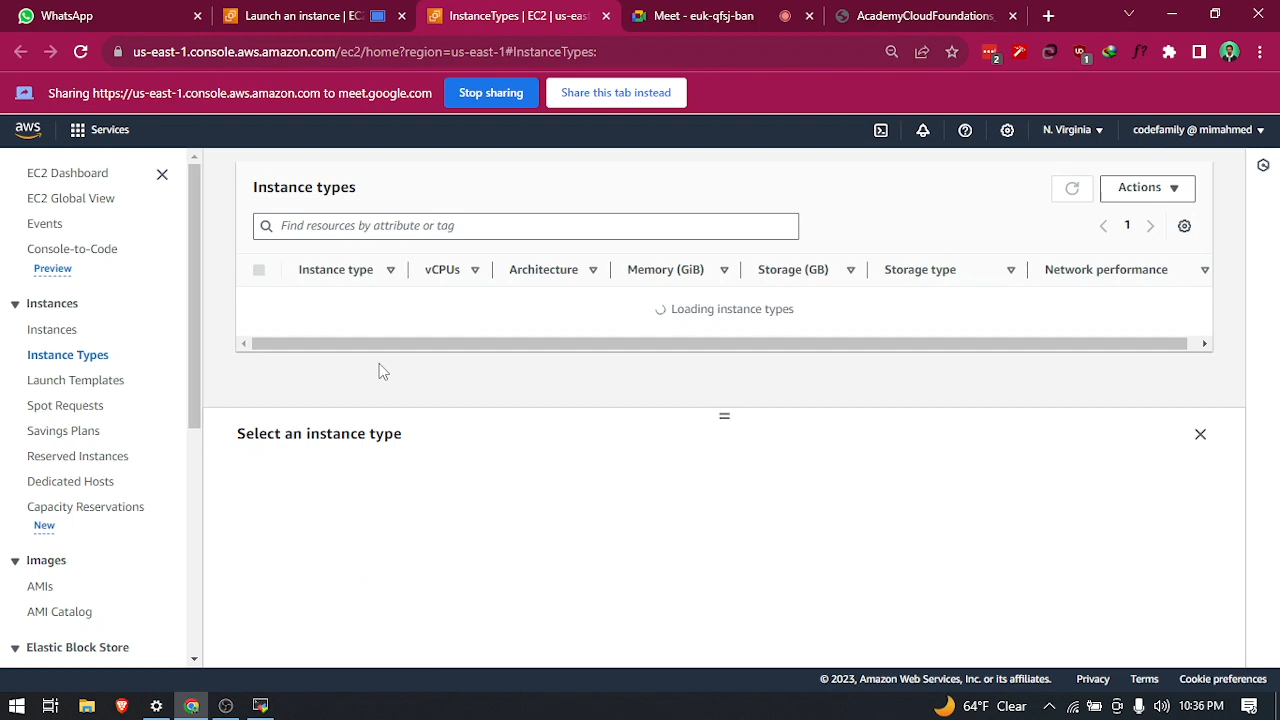 WhatsApp
Launch an instance | EC
InstanceTypes | EC2 | us-eas
Meet - euk-qfsj-ban
AcademyCloudFoundations_
us-east-1.console.aws.amazon.com/ec2/home?region=us-east-1#InstanceTypes:
2
1
f?
Sharing https://us-east-1.console.aws.amazon.com to meet.google.com
Stop sharing
Share this tab instead
aws
Services
N. Virginia
codefamily @ mimahmed
EC2 Dashboard
EC2 Global View
Events
Console-to-Code
Preview
Instances
Instances
Instance Types
Launch Templates
Spot Requests
Savings Plans
Reserved Instances
Dedicated Hosts
Capacity Reservations
New
Images
AMIs
AMI Catalog
Elastic Block Store
Instance types
Actions
Find resources by attribute or tag
1
Instance type
vCPUs
Architecture
Memory (GiB)
Storage (GB)
Storage type
Network performance
Loading instance types
Select an instance type
© 2023, Amazon Web Services, Inc. or its affiliates.
Privacy
Terms
Cookie preferences
64°F Clear
10:36 PM